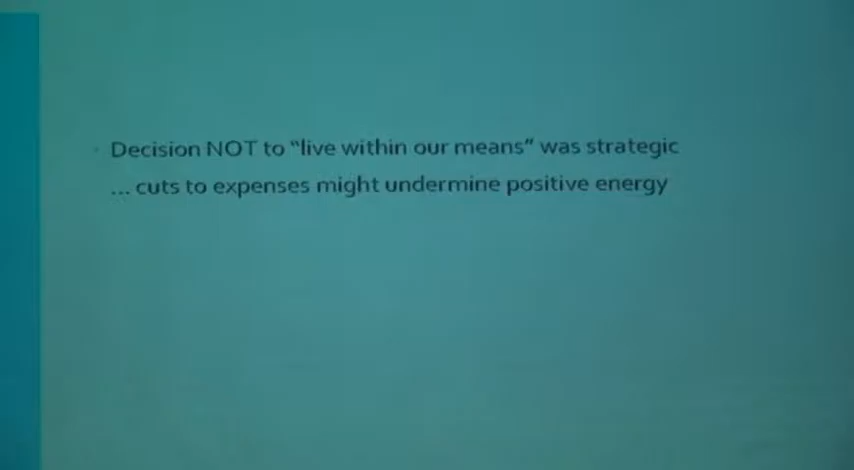 Decision NOT to “live within our means” was strategic
... cuts to expenses might undermine positive energy